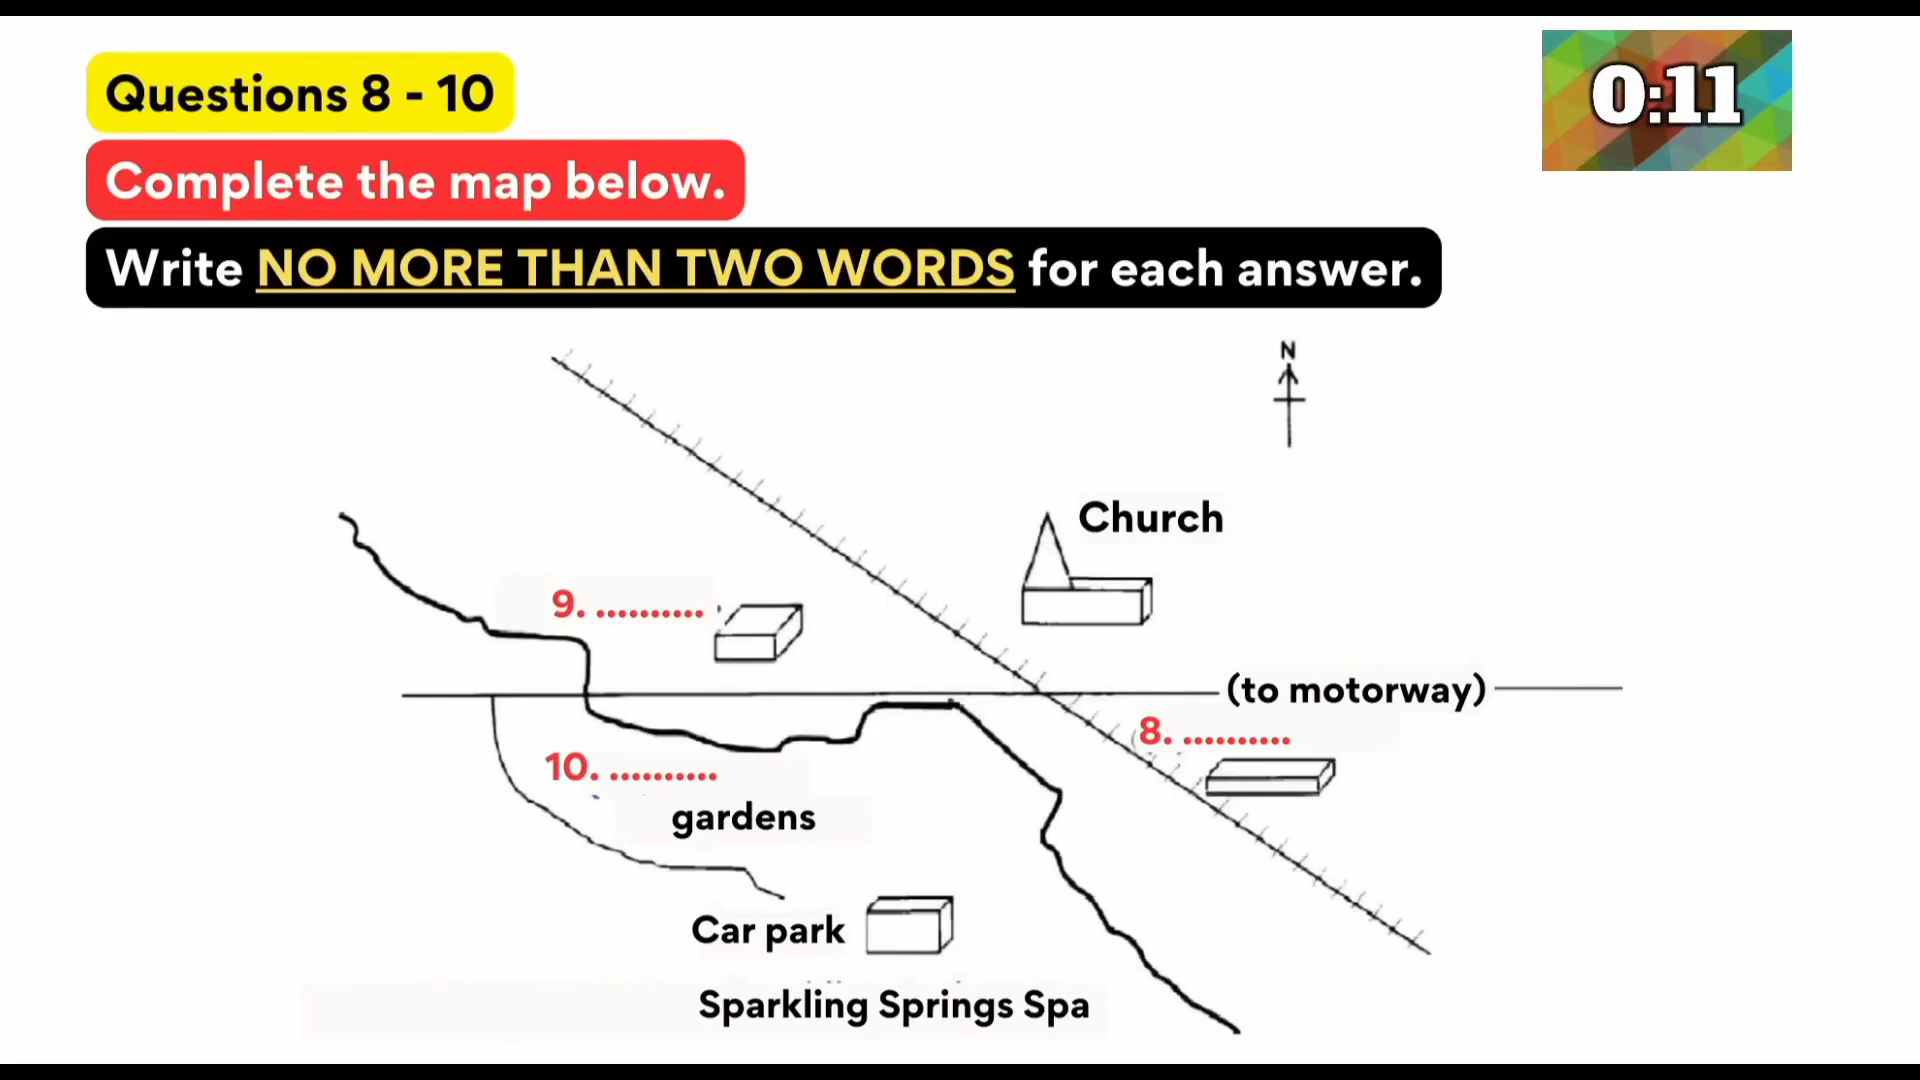 Questions 8 - 10
0:11
Complete the map below.
Write NO MORE THAN TWO WORDS for each answer.
N
Church
9. ..........
(to motorway)
8. ..........
10. ..........
gardens
Car park
Sparkling Springs Spa